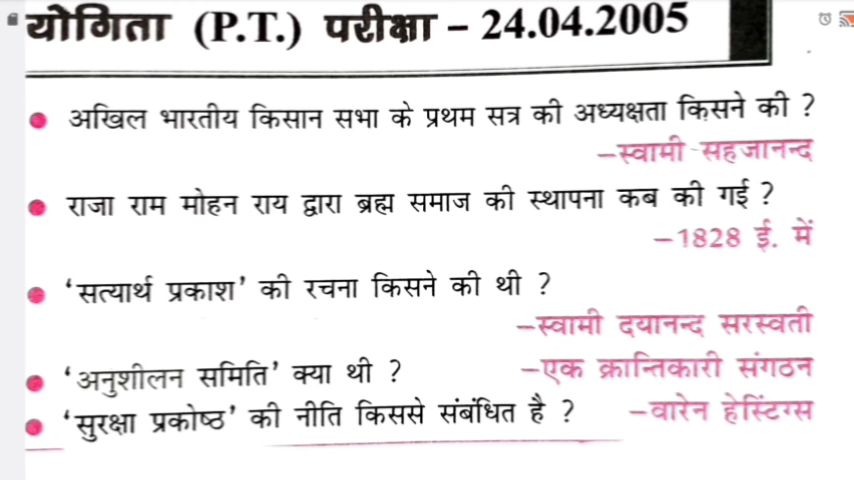 योगिता (P.T.) परीक्षा – 24.04.2005
● अखिल भारतीय किसान सभा के प्रथम सत्र की अध्यक्षता किसने की ?
–स्वामी सहजानन्द
● राजा राम मोहन राय द्वारा ब्रह्म समाज की स्थापना कब की गई ?
–1828 ई. में
● ‘सत्यार्थ प्रकाश’ की रचना किसने की थी ?
–स्वामी दयानन्द सरस्वती
● ‘अनुशीलन समिति’ क्या थी ? –एक क्रान्तिकारी संगठन
● ‘सुरक्षा प्रकोष्ठ’ की नीति किससे संबंधित है ? –वारेन हेस्टिंग्स